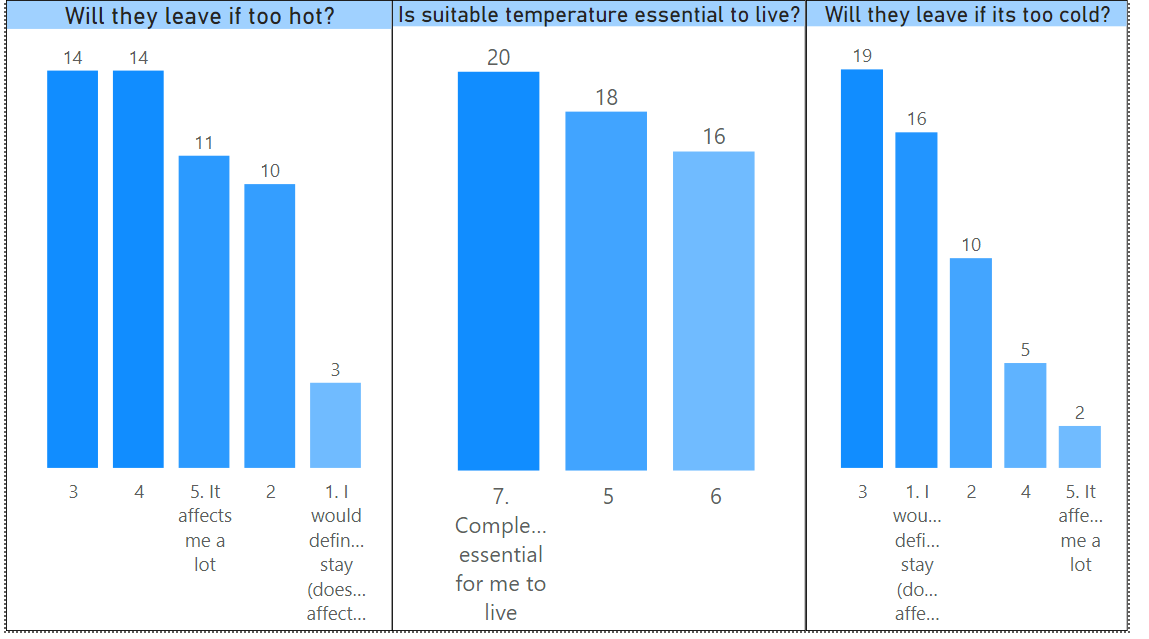 Will they leave if too hot?
14
14
11
10
3
3
4
5. It
affects
me a
lot
2
1. I
would
defin...
stay
(does...
affect...
Is suitable temperature essential to live?
20
18
16
7.
Comple...
essential
for me to
live
5
6
Will they leave if its too cold?
19
16
10
5
2
3
1. I
wou...
defi...
stay
(do...
affe...
2
4
5. It
affe...
me a
lot